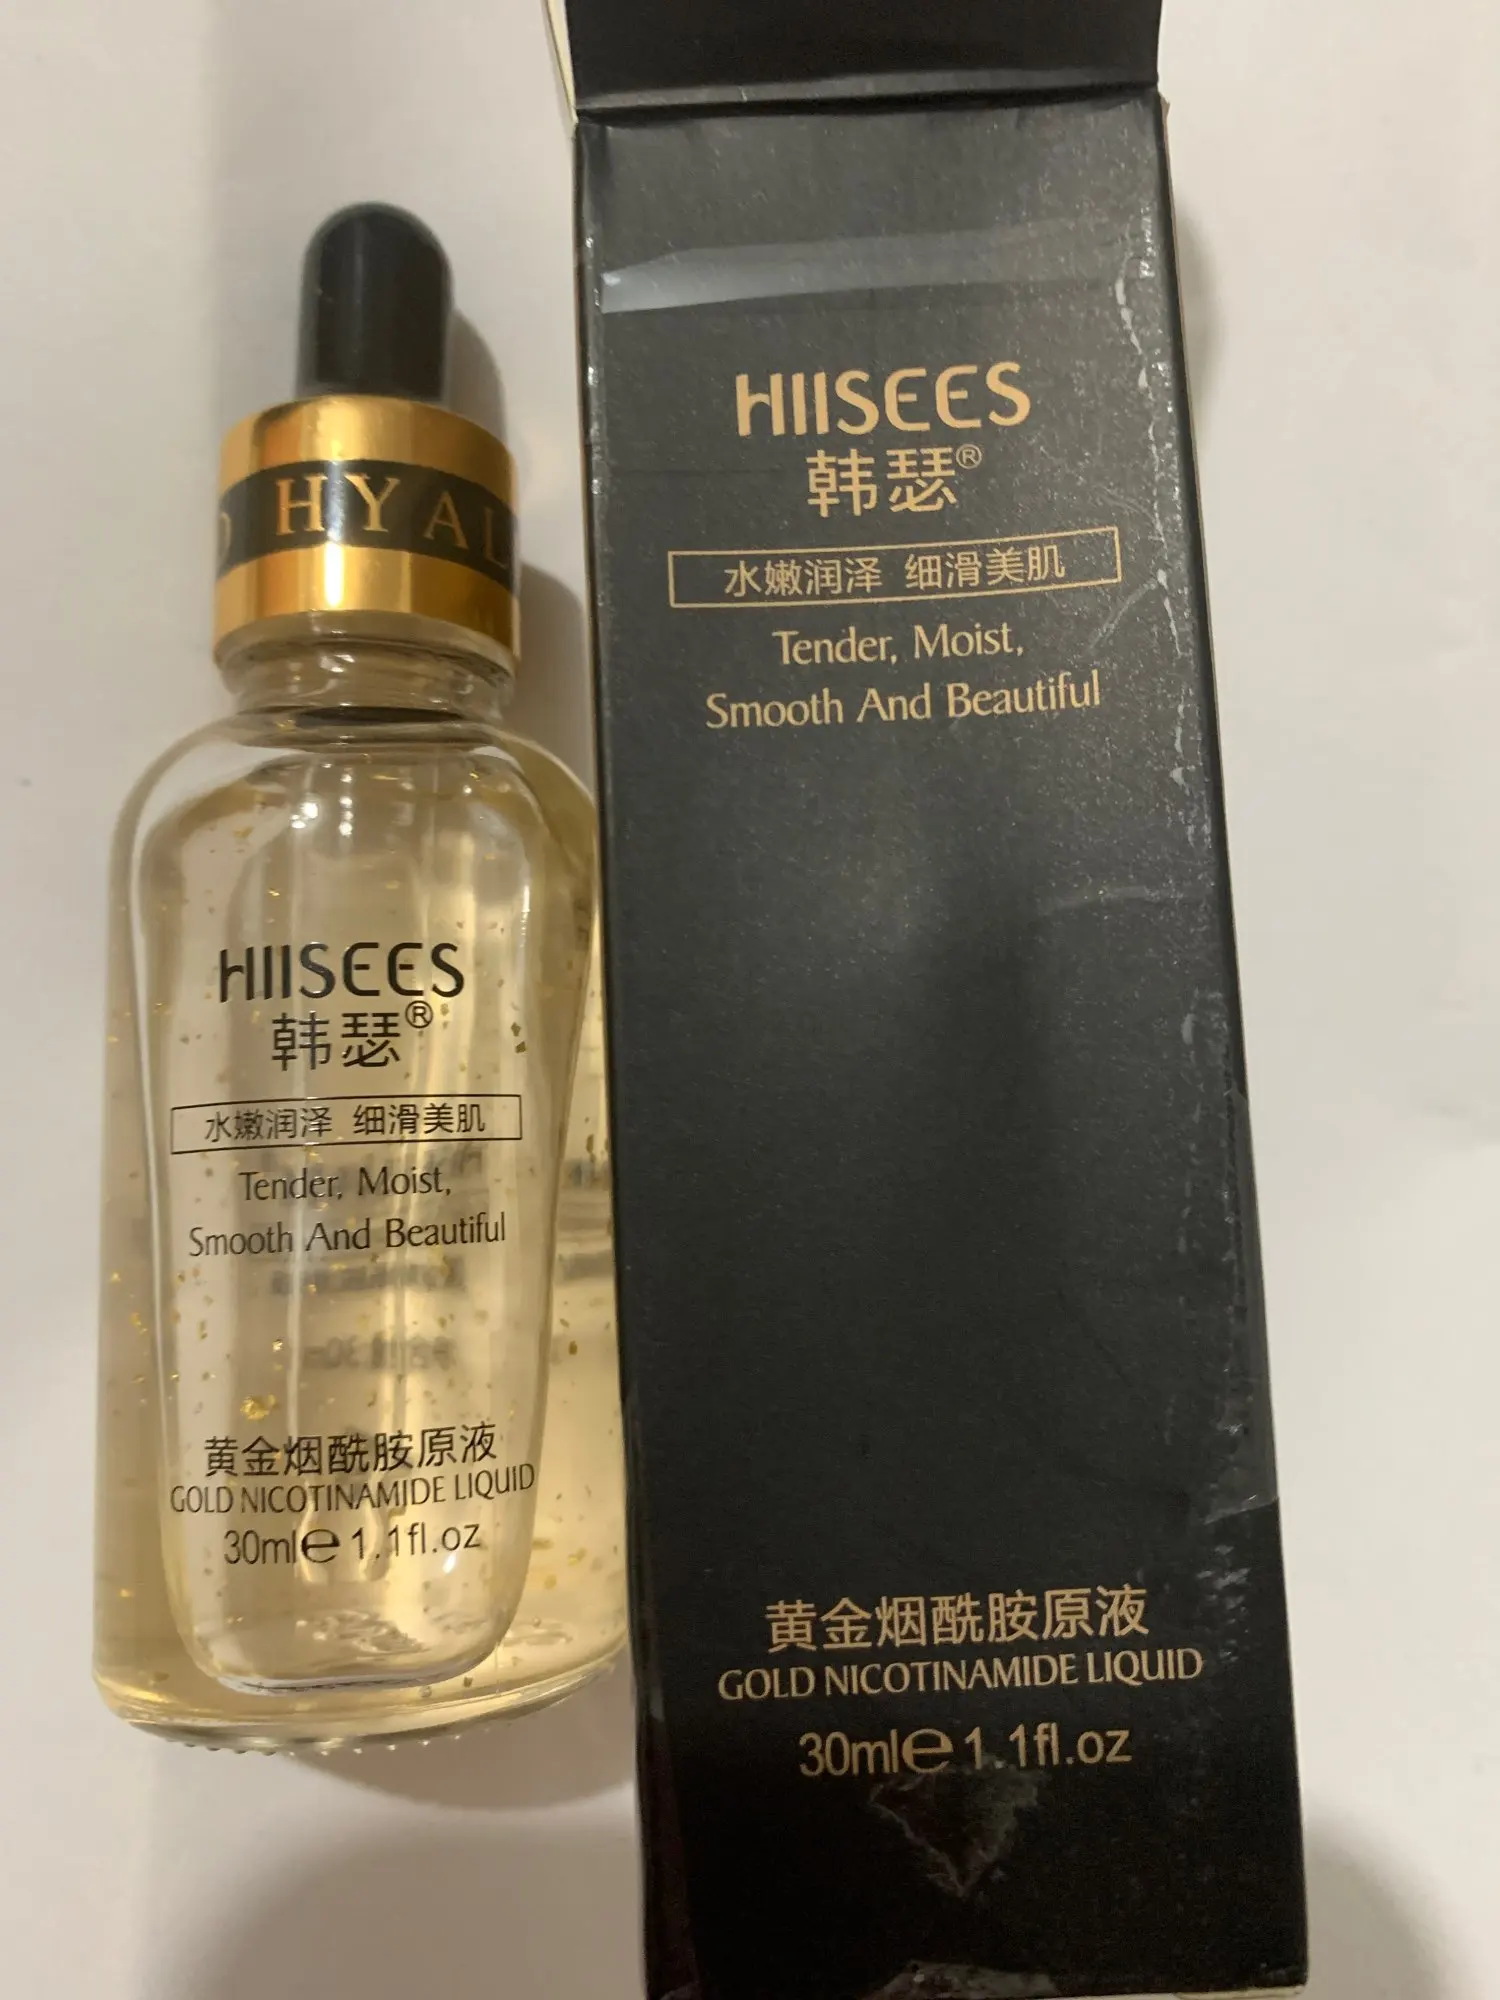 HYAL
HIISEES
韩瑟®
水嫩润泽 细滑美肌
Tender, Moist,
Smooth And Beautiful
黄金烟酰胺原液
GOLD NICOTINAMIDE LIQUID
30ml℮1.1fl.oz
HIISEES
韩瑟®
水嫩润泽 细滑美肌
Tender, Moist,
Smooth And Beautiful
黄金烟酰胺原液
GOLD NICOTINAMIDE LIQUID
30ml℮1.1fl.oz